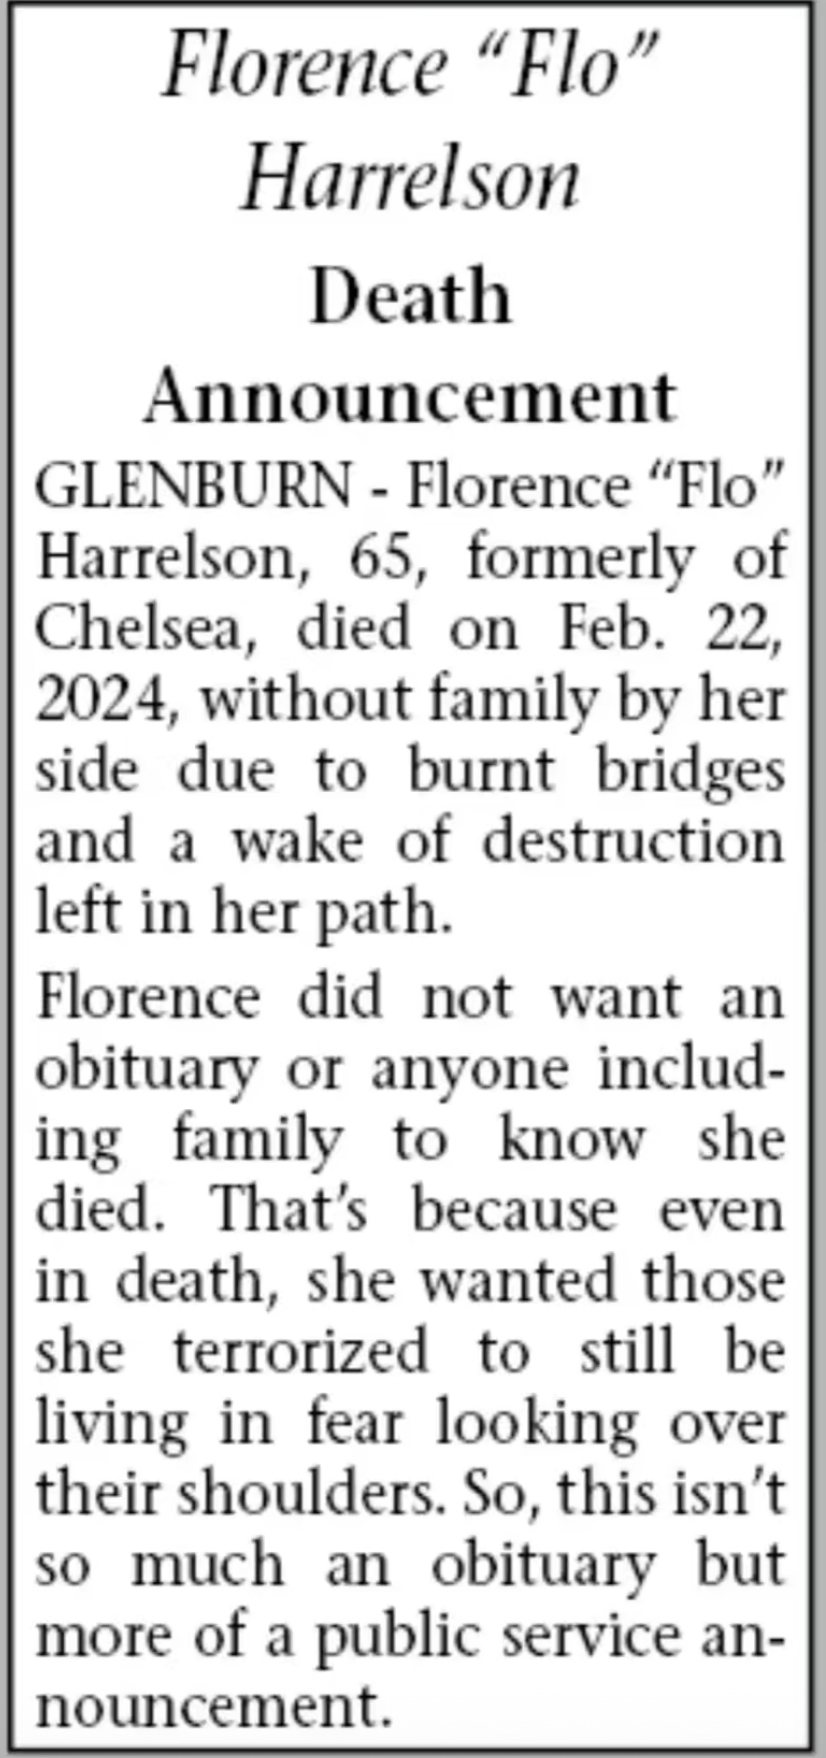 Florence “Flo”
Harrelson
Death
Announcement
GLENBURN - Florence “Flo”
Harrelson, 65, formerly of
Chelsea, died on Feb. 22,
2024, without family by her
side due to burnt bridges
and a wake of destruction
left in her path.
Florence did not want an
obituary or anyone includ-
ing family to know she
died. That’s because even
in death, she wanted those
she terrorized to still be
living in fear looking over
their shoulders. So, this isn’t
so much an obituary but
more of a public service an-
nouncement.